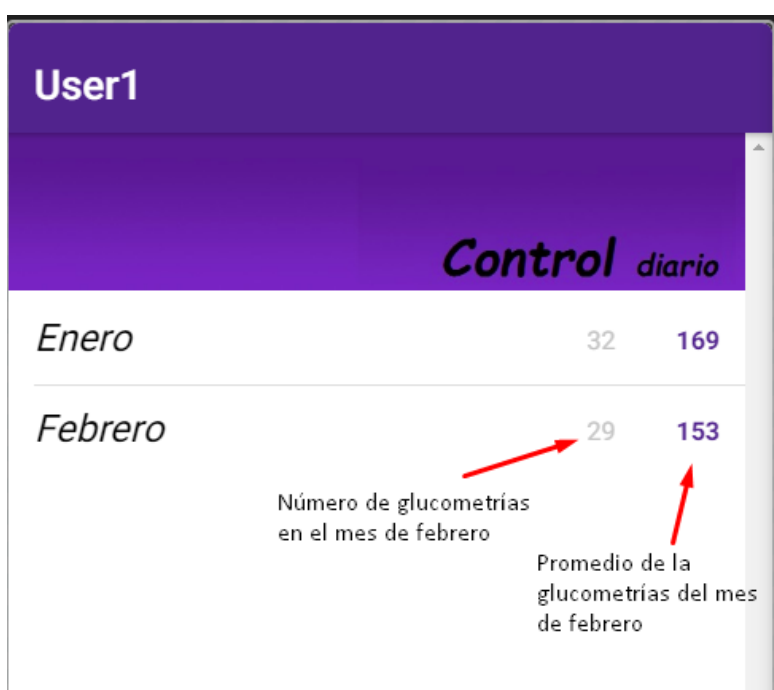 User1
Control diario
Enero 32 169
Febrero 29 153
Número de glucometrías
en el mes de febrero
Promedio de la
glucometrías del mes
de febrero